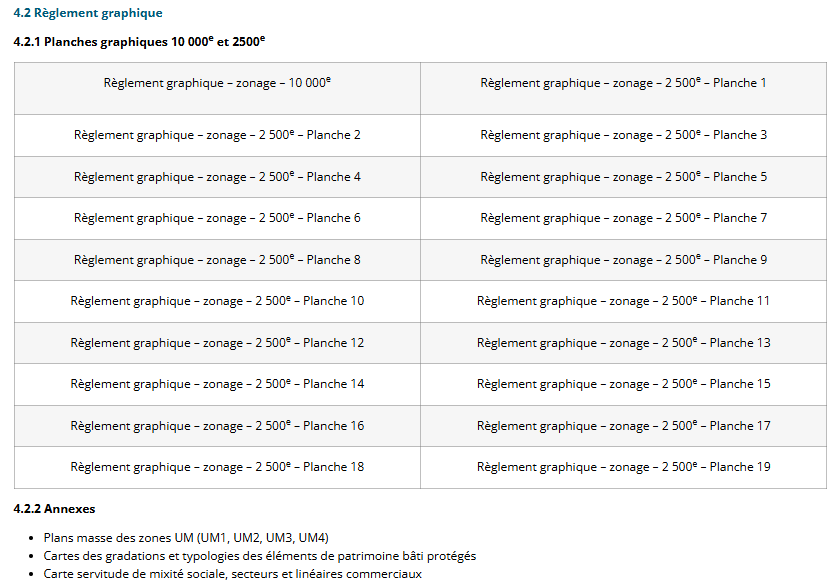 4.2 Règlement graphique
4.2.1 Planches graphiques 10 000e et 2500e
Règlement graphique – zonage – 10 000e
Règlement graphique – zonage – 2 500e – Planche 1
Règlement graphique – zonage – 2 500e – Planche 2
Règlement graphique – zonage – 2 500e – Planche 3
Règlement graphique – zonage – 2 500e – Planche 4
Règlement graphique – zonage – 2 500e – Planche 5
Règlement graphique – zonage – 2 500e – Planche 6
Règlement graphique – zonage – 2 500e – Planche 7
Règlement graphique – zonage – 2 500e – Planche 8
Règlement graphique – zonage – 2 500e – Planche 9
Règlement graphique – zonage – 2 500e – Planche 10
Règlement graphique – zonage – 2 500e – Planche 11
Règlement graphique – zonage – 2 500e – Planche 12
Règlement graphique – zonage – 2 500e – Planche 13
Règlement graphique – zonage – 2 500e – Planche 14
Règlement graphique – zonage – 2 500e – Planche 15
Règlement graphique – zonage – 2 500e – Planche 16
Règlement graphique – zonage – 2 500e – Planche 17
Règlement graphique – zonage – 2 500e – Planche 18
Règlement graphique – zonage – 2 500e – Planche 19
4.2.2 Annexes
• Plans masse des zones UM (UM1, UM2, UM3, UM4)
• Cartes des gradations et typologies des éléments de patrimoine bâti protégés
• Carte servitude de mixité sociale, secteurs et linéaires commerciaux